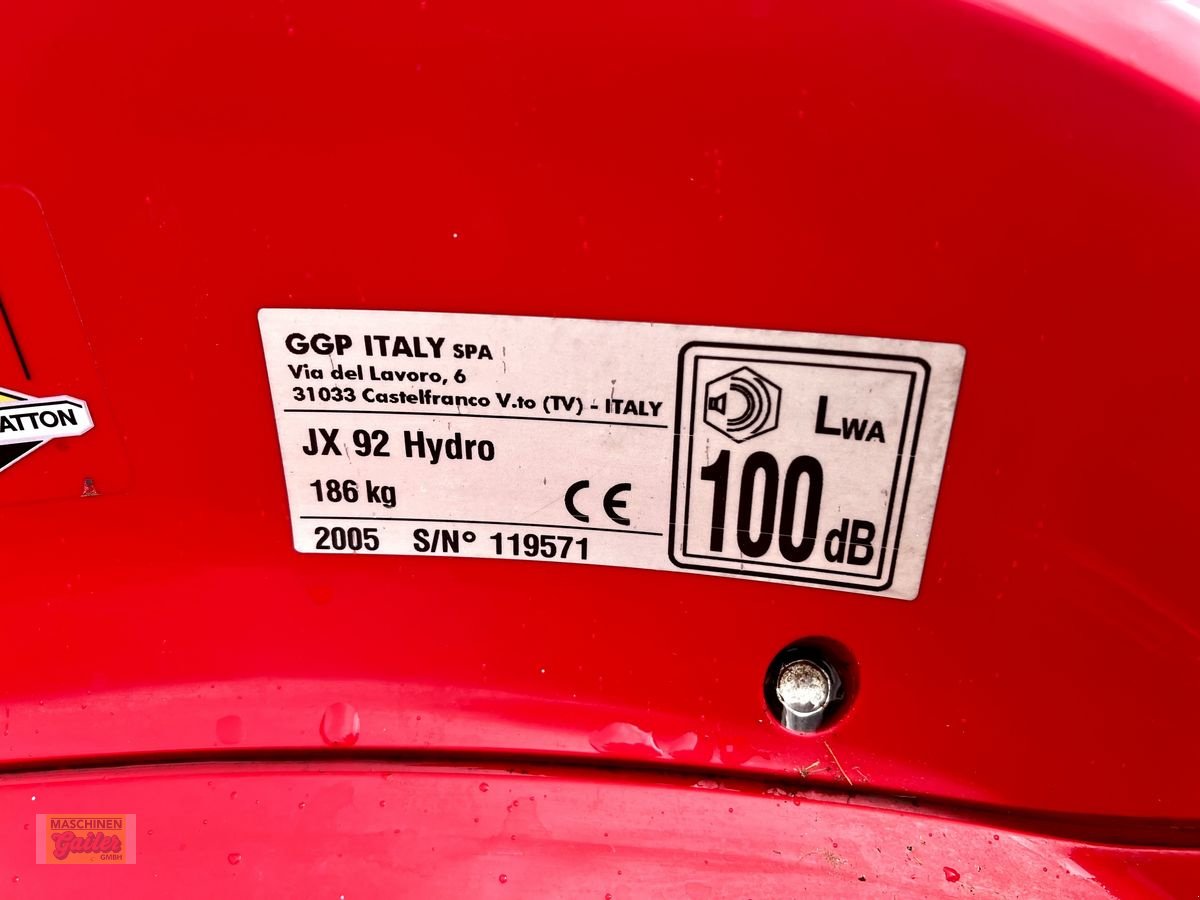 GGP ITALY SPA
Via del Lavoro, 6
31033 Castelfranco V.to (TV) - ITALY
JX 92 Hydro
186 kg
CE
2005 S/N° 119571
LWA
100 dB
ATTON
MASCHINEN
Gailer
GMBH